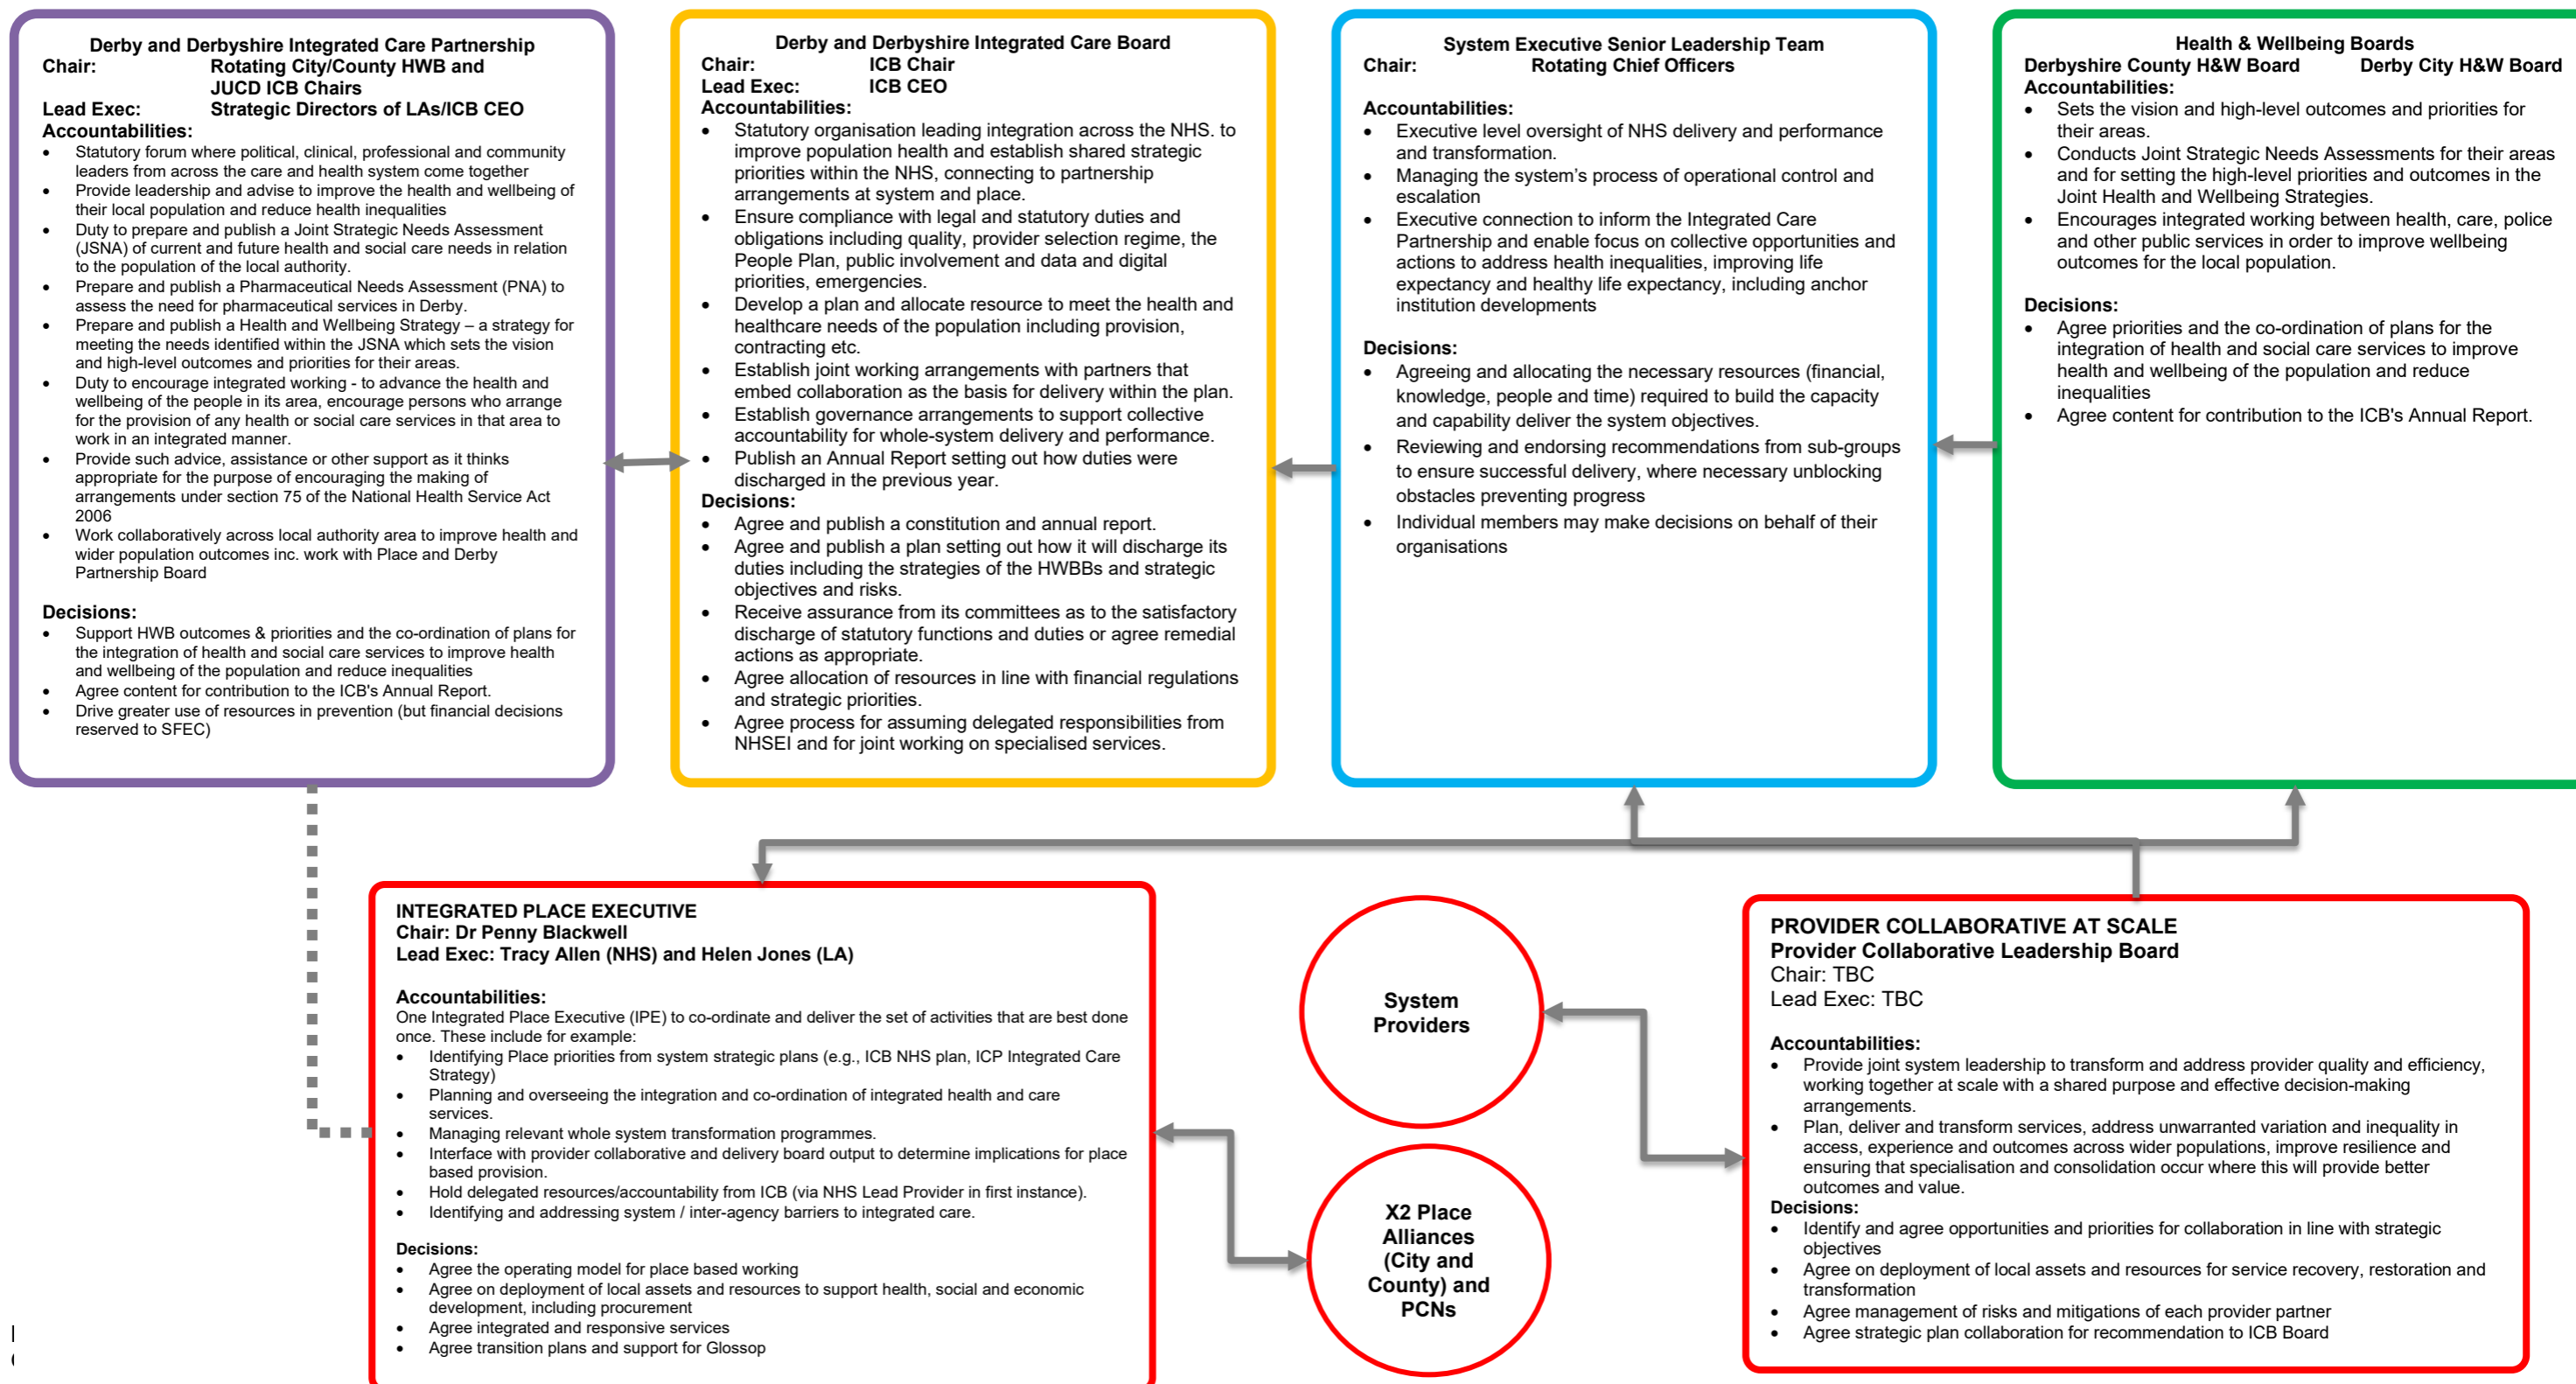 Derby and Derbyshire Integrated Care Partnership
Chair: Rotating City/County HWB and
JUCD ICB Chairs
Lead Exec: Strategic Directors of LAs/ICB CEO
Accountabilities:
• Statutory forum where political, clinical, professional and community
leaders from across the care and health system come together
• Provide leadership and advise to improve the health and wellbeing of
their local population and reduce health inequalities
• Duty to prepare and publish a Joint Strategic Needs Assessment
(JSNA) of current and future health and social care needs in relation
to the population of the local authority.
• Prepare and publish a Pharmaceutical Needs Assessment (PNA) to
assess the need for pharmaceutical services in Derby.
• Prepare and publish a Health and Wellbeing Strategy – a strategy for
meeting the needs identified within the JSNA which sets the vision
and high-level outcomes and priorities for their areas.
• Duty to encourage integrated working - to advance the health and
wellbeing of the people in its area, encourage persons who arrange
for the provision of any health or social care services in that area to
work in an integrated manner.
• Provide such advice, assistance or other support as it thinks
appropriate for the purpose of encouraging the making of
arrangements under section 75 of the National Health Service Act
2006
• Work collaboratively across local authority area to improve health and
wider population outcomes inc. work with Place and Derby
Partnership Board
Decisions:
• Support HWB outcomes & priorities and the co-ordination of plans for
the integration of health and social care services to improve health
and wellbeing of the population and reduce inequalities
• Agree content for contribution to the ICB's Annual Report.
• Drive greater use of resources in prevention (but financial decisions
reserved to SFEC)
Derby and Derbyshire Integrated Care Board
Chair: ICB Chair
Lead Exec: ICB CEO
Accountabilities:
• Statutory organisation leading integration across the NHS. to
improve population health and establish shared strategic
priorities within the NHS, connecting to partnership
arrangements at system and place.
• Ensure compliance with legal and statutory duties and
obligations including quality, provider selection regime, the
People Plan, public involvement and data and digital
priorities, emergencies.
• Develop a plan and allocate resource to meet the health and
healthcare needs of the population including provision,
contracting etc.
• Establish joint working arrangements with partners that
embed collaboration as the basis for delivery within the plan.
• Establish governance arrangements to support collective
accountability for whole-system delivery and performance.
• Publish an Annual Report setting out how duties were
discharged in the previous year.
Decisions:
• Agree and publish a constitution and annual report.
• Agree and publish a plan setting out how it will discharge its
duties including the strategies of the HWBBs and strategic
objectives and risks.
• Receive assurance from its committees as to the satisfactory
discharge of statutory functions and duties or agree remedial
actions as appropriate.
• Agree allocation of resources in line with financial regulations
and strategic priorities.
• Agree process for assuming delegated responsibilities from
NHSEI and for joint working on specialised services.
System Executive Senior Leadership Team
Chair: Rotating Chief Officers
Accountabilities:
• Executive level oversight of NHS delivery and performance
and transformation.
• Managing the system's process of operational control and
escalation
• Executive connection to inform the Integrated Care
Partnership and enable focus on collective opportunities and
actions to address health inequalities, improving life
expectancy and healthy life expectancy, including anchor
institution developments
Decisions:
• Agreeing and allocating the necessary resources (financial,
knowledge, people and time) required to build the capacity
and capability deliver the system objectives.
• Reviewing and endorsing recommendations from sub-groups
to ensure successful delivery, where necessary unblocking
obstacles preventing progress
• Individual members may make decisions on behalf of their
organisations
Health & Wellbeing Boards
Derbyshire County H&W Board Derby City H&W Board
Accountabilities:
• Sets the vision and high-level outcomes and priorities for
their areas.
• Conducts Joint Strategic Needs Assessments for their areas
and for setting the high-level priorities and outcomes in the
Joint Health and Wellbeing Strategies.
• Encourages integrated working between health, care, police
and other public services in order to improve wellbeing
outcomes for the local population.
Decisions:
• Agree priorities and the co-ordination of plans for the
integration of health and social care services to improve
health and wellbeing of the population and reduce
inequalities
• Agree content for contribution to the ICB's Annual Report.
INTEGRATED PLACE EXECUTIVE
Chair: Dr Penny Blackwell
Lead Exec: Tracy Allen (NHS) and Helen Jones (LA)
Accountabilities:
One Integrated Place Executive (IPE) to co-ordinate and deliver the set of activities that are best done
once. These include for example:
• Identifying Place priorities from system strategic plans (e.g., ICB NHS plan, ICP Integrated Care
Strategy)
• Planning and overseeing the integration and co-ordination of integrated health and care
services.
• Managing relevant whole system transformation programmes.
• Interface with provider collaborative and delivery board output to determine implications for place
based provision.
• Hold delegated resources/accountability from ICB (via NHS Lead Provider in first instance).
• Identifying and addressing system / inter-agency barriers to integrated care.
Decisions:
• Agree the operating model for place based working
• Agree on deployment of local assets and resources to support health, social and economic
development, including procurement
• Agree integrated and responsive services
• Agree transition plans and support for Glossop
System
Providers
X2 Place
Alliances
(City and
County) and
PCNs
PROVIDER COLLABORATIVE AT SCALE
Provider Collaborative Leadership Board
Chair: TBC
Lead Exec: TBC
Accountabilities:
• Provide joint system leadership to transform and address provider quality and efficiency,
working together at scale with a shared purpose and effective decision-making
arrangements.
• Plan, deliver and transform services, address unwarranted variation and inequality in
access, experience and outcomes across wider populations, improve resilience and
ensuring that specialisation and consolidation occur where this will provide better
outcomes and value.
Decisions:
• Identify and agree opportunities and priorities for collaboration in line with strategic
objectives
• Agree on deployment of local assets and resources for service recovery, restoration and
transformation
• Agree management of risks and mitigations of each provider partner
• Agree strategic plan collaboration for recommendation to ICB Board